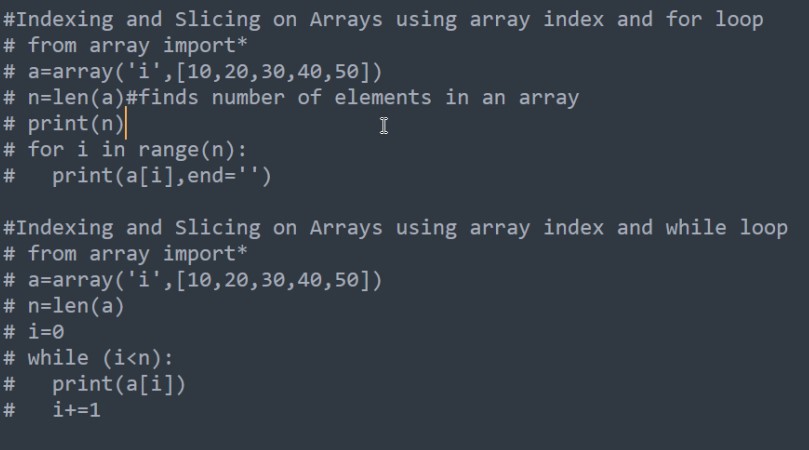 #Indexing and Slicing on Arrays using array index and for loop
# from array import*
# a=array('i',[10,20,30,40,50])
# n=len(a)#finds number of elements in an array
# print(n)
# for i in range(n):
#   print(a[i],end='')
#Indexing and Slicing on Arrays using array index and while loop
# from array import*
# a=array('i',[10,20,30,40,50])
# n=len(a)
# i=0
# while (i<n):
#   print(a[i])
#   i+=1